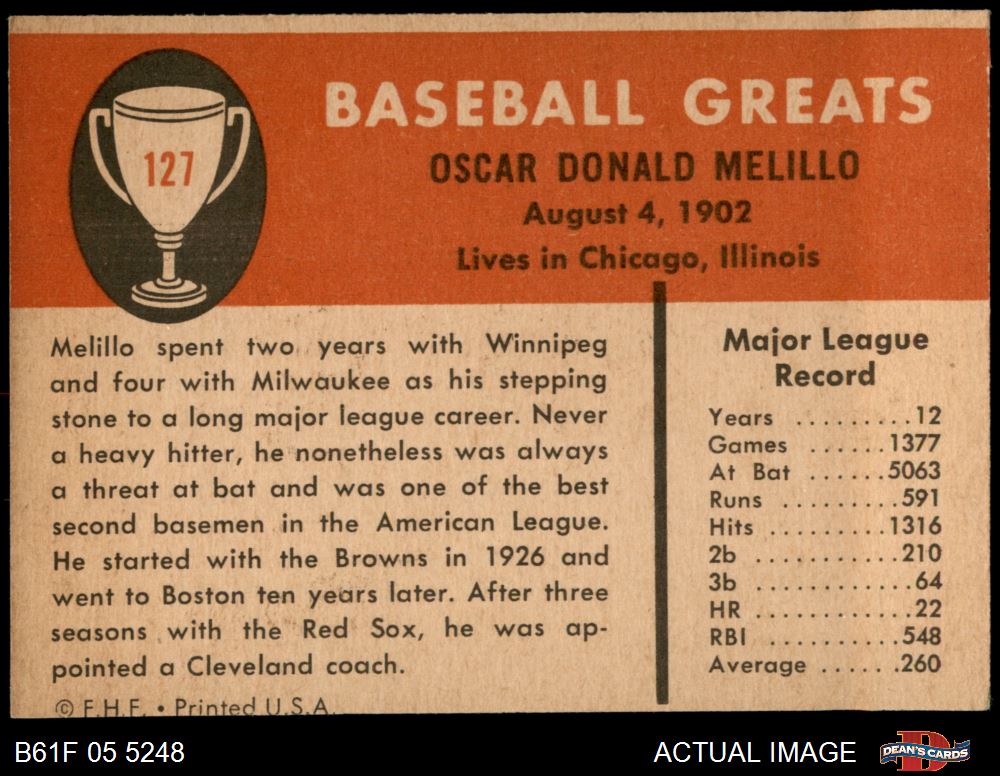 127
BASEBALL GREATS
OSCAR DONALD MELILLO
August 4, 1902
Lives in Chicago, Illinois
Melillo spent two years with Winnipeg
and four with Milwaukee as his stepping
stone to a long major league career. Never
a heavy hitter, he nonetheless was always
a threat at bat and was one of the best
second basemen in the American League.
He started with the Browns in 1926 and
went to Boston ten years later. After three
seasons with the Red Sox, he was ap-
pointed a Cleveland coach.
© F.H.F. • Printed U.S.A.
Major League
Record
Years .........12
Games ......1377
At Bat ......5063
Runs .........591
Hits .........1316
2b ...........210
3b ............64
HR ............22
RBI ..........548
Average ......260
B61F 05 5248
ACTUAL IMAGE
D
DEAN'S CARDS